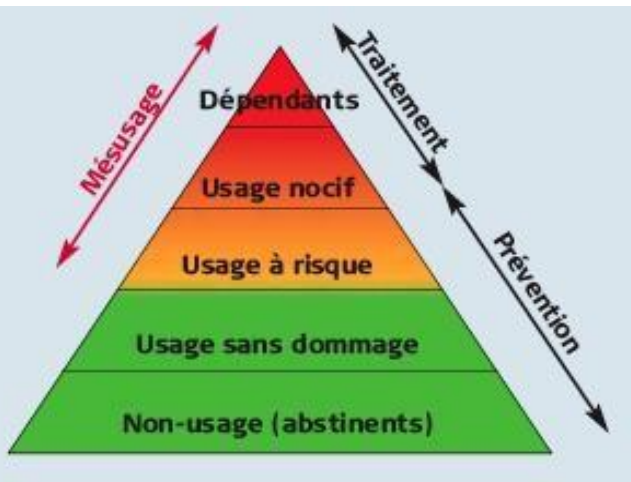 Mésusage
Traitement
Prévention
Dépendants
Usage nocif
Usage à risque
Usage sans dommage
Non-usage (abstinents)